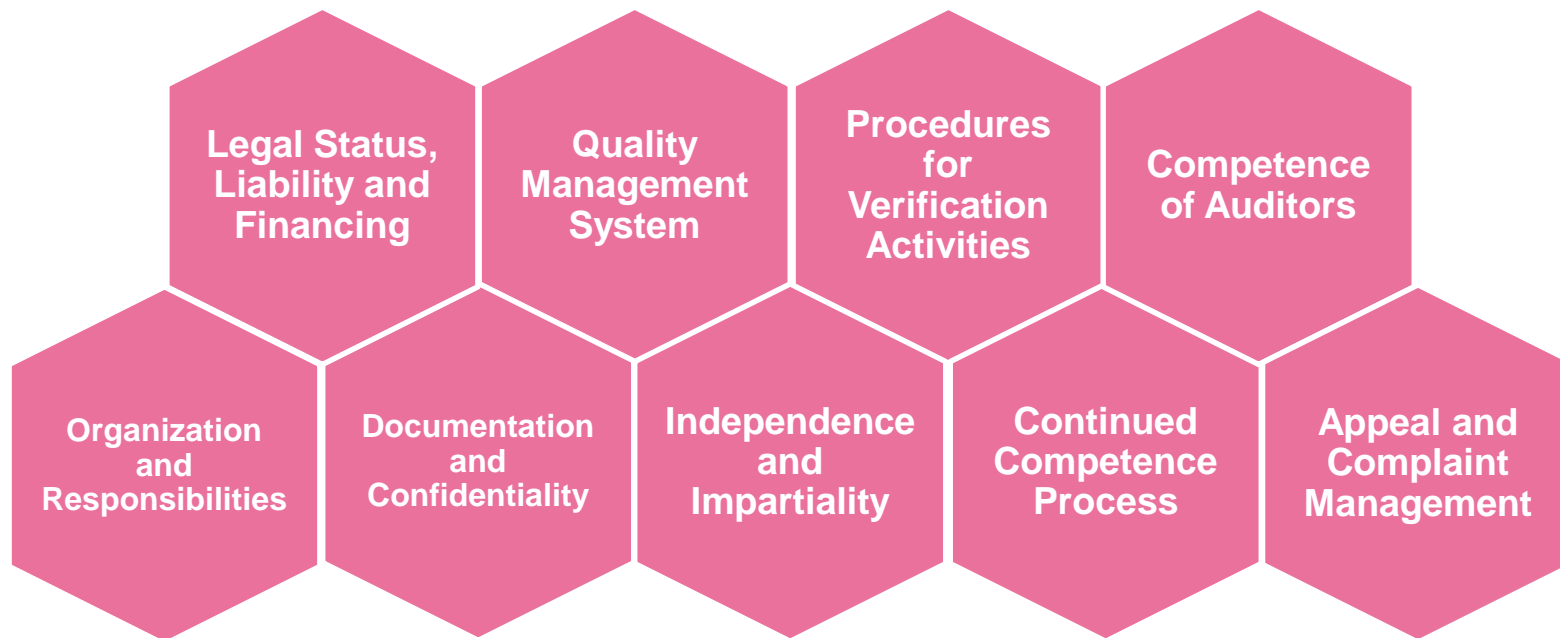 Legal Status,
Liability and
Financing
Quality
Management
System
Procedures
for
Verification
Activities
Competence
of Auditors
Organization
and
Responsibilities
Documentation
and
Confidentiality
Independence
and
Impartiality
Continued
Competence
Process
Appeal and
Complaint
Management